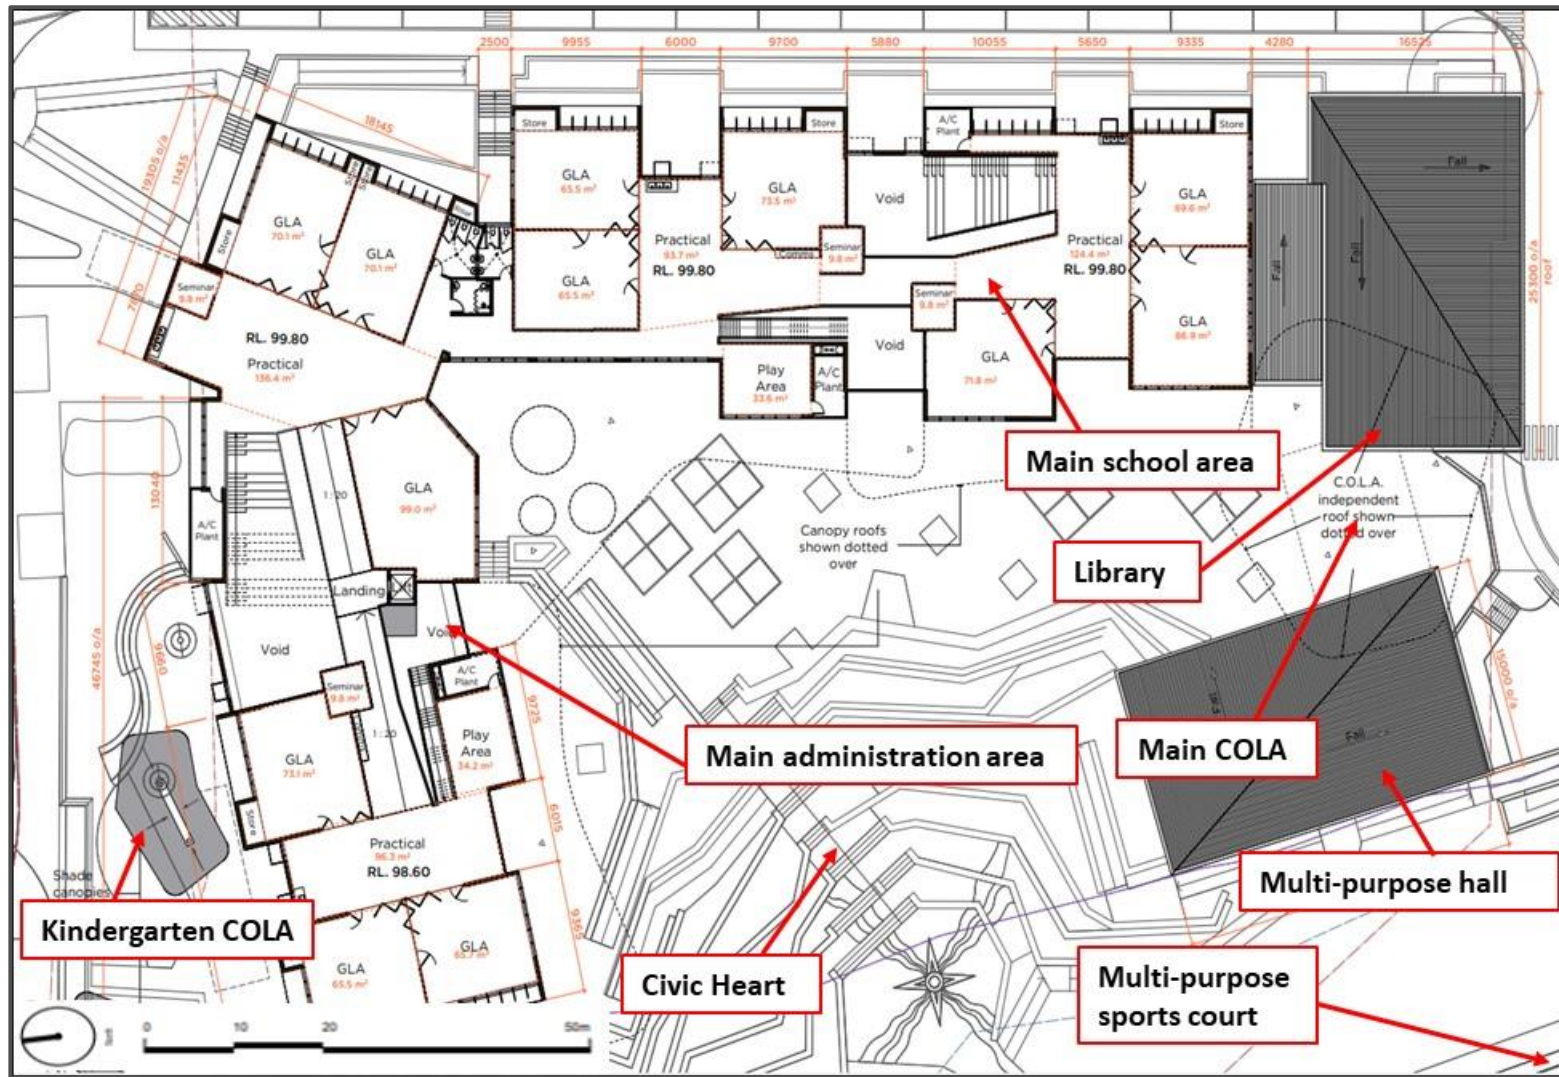 2500 9955 6000 9700 5880 10055 5650 9335 4280 16525
18145
19305 o/a
11435
Store
Store
A/C
Plant
Store
Fall
GLA
65.5 m²
GLA
73.5 m²
Void
GLA
69.6 m²
Store
Store
GLA
70.1 m²
GLA
70.1 m²
Store
Practical
93.7 m²
RL. 99.80
Seminar
9.8 m²
Comms
Practical
124.4 m²
RL. 99.80
Fall
Fall
25300 o/a
roof
Seminar
9.8 m²
GLA
65.5 m²
Seminar
9.8 m²
GLA
86.9 m²
RL. 99.80
Practical
136.4 m²
Void
GLA
71.8 m²
Play
Area
33.6 m²
A/C
Plant
Main school area
13040
1 : 20
GLA
99.0 m²
A/C
Plant
Canopy roofs
shown dotted
over
C.O.L.A.
independent
roof shown
dotted over
Library
Landing
46745 o/a
9990
Void
Void
A/C
Plant
Seminar
9.8 m²
9725
15000 o/a
1 : 20
Play
Area
34.2 m²
Main administration area
Main COLA
Fall
GLA
73.1 m²
Store
6015
Practical
96.3 m²
RL. 98.60
Shade
canopies
Multi-purpose hall
Kindergarten COLA
9365
GLA
65.7 m²
GLA
65.5 m²
Civic Heart
Multi-purpose
sports court
0 10 20 50m